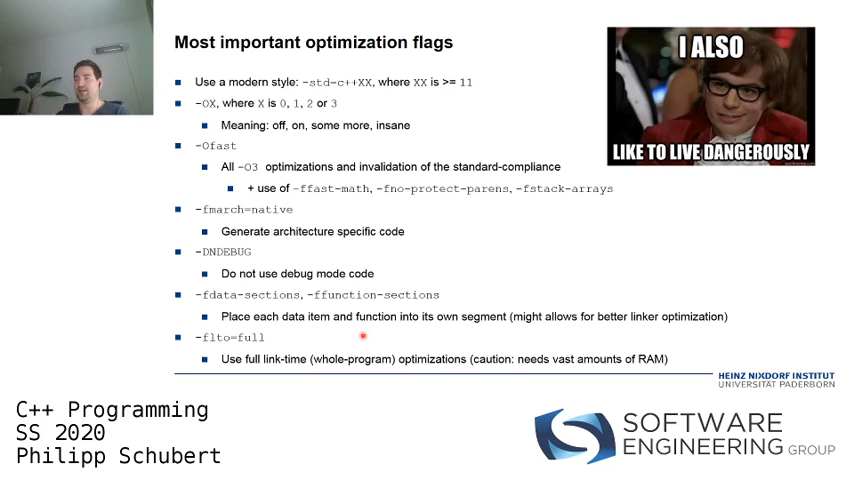 Most important optimization flags
Use a modern style: -std-c++XX, where XX is >= 11
-OX, where X is 0, 1, 2 or 3
Meaning: off, on, some more, insane
-Ofast
All -O3 optimizations and invalidation of the standard-compliance
+ use of -ffast-math, -fno-protect-parens, -fstack-arrays
-fmarch=native
Generate architecture specific code
-DNDEBUG
Do not use debug mode code
-fdata-sections, -ffunction-sections
Place each data item and function into its own segment (might allows for better linker optimization)
-flto=full
Use full link-time (whole-program) optimizations (caution: needs vast amounts of RAM)
I ALSO
LIKE TO LIVE DANGEROUSLY
HEINZ NIXDORF INSTITUT
UNIVERSITÄT PADERBORN
C++ Programming
SS 2020
Philipp Schubert
SOFTWARE
ENGINEERING GROUP